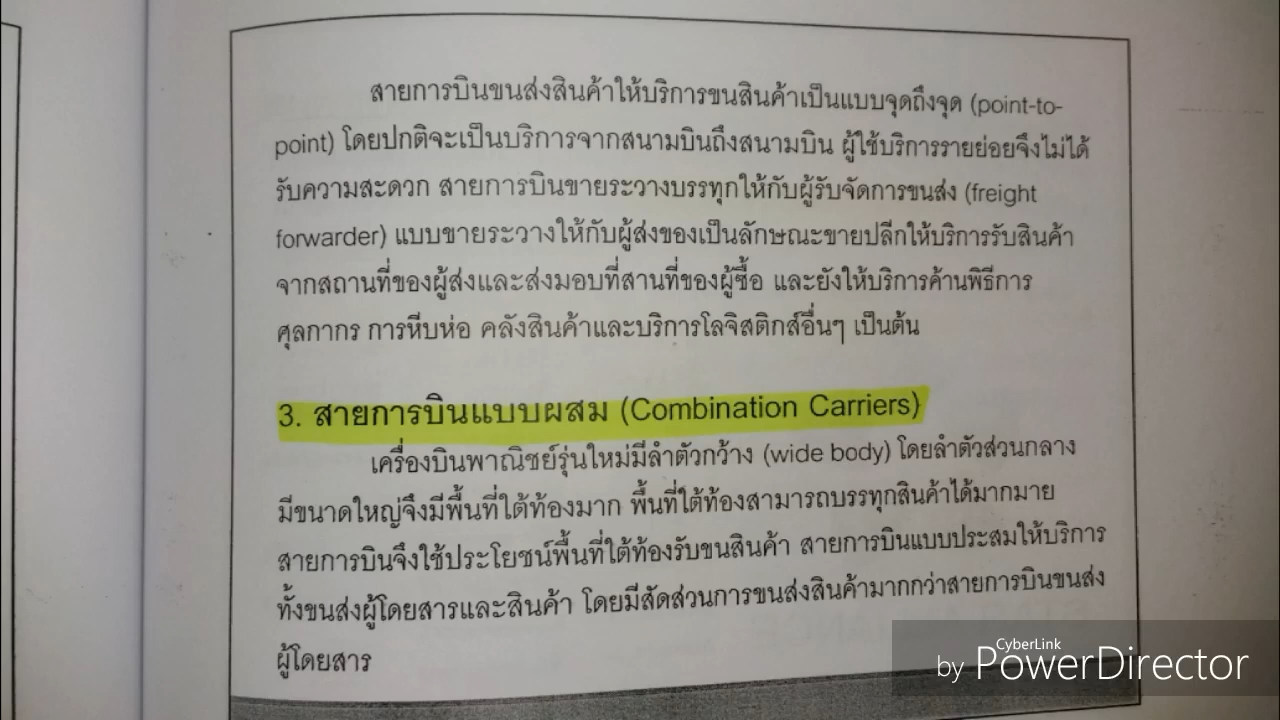 สายการบินขนส่งสินค้าให้บริการขนสินค้าเป็นแบบจุดถึงจุด (point-to-
point) โดยปกติจะเป็นบริการจากสนามบินถึงสนามบิน ผู้ใช้บริการรายย่อยจึงไม่ได้
รับความสะดวก สายการบินขายระวางบรรทุกให้กับผู้รับจัดการขนส่ง (freight
forwarder) แบบขายระวางให้กับผู้ส่งของเป็นลักษณะขายปลีกให้บริการรับสินค้า
จากสถานที่ของผู้ส่งและส่งมอบที่สานที่ของผู้ซื้อ และยังให้บริการค้านพิธีการ
ศุลกากร การหีบห่อ คลังสินค้าและบริการโลจิสติกส์อื่นๆ เป็นต้น
3. สายการบินแบบผสม (Combination Carriers)
เครื่องบินพาณิชย์รุ่นใหม่มีลำตัวกว้าง (wide body) โดยลำตัวส่วนกลาง
มีขนาดใหญ่จึงมีพื้นที่ใต้ท้องมาก พื้นที่ใต้ท้องสามารถบรรทุกสินค้าได้มากมาย
สายการบินจึงใช้ประโยชน์พื้นที่ใต้ท้องรับขนสินค้า สายการบินแบบประสมให้บริการ
ทั้งขนส่งผู้โดยสารและสินค้า โดยมีสัดส่วนการขนส่งสินค้ามากกว่าสายการบินขนส่ง
ผู้โดยสาร
CyberLink
by PowerDirector